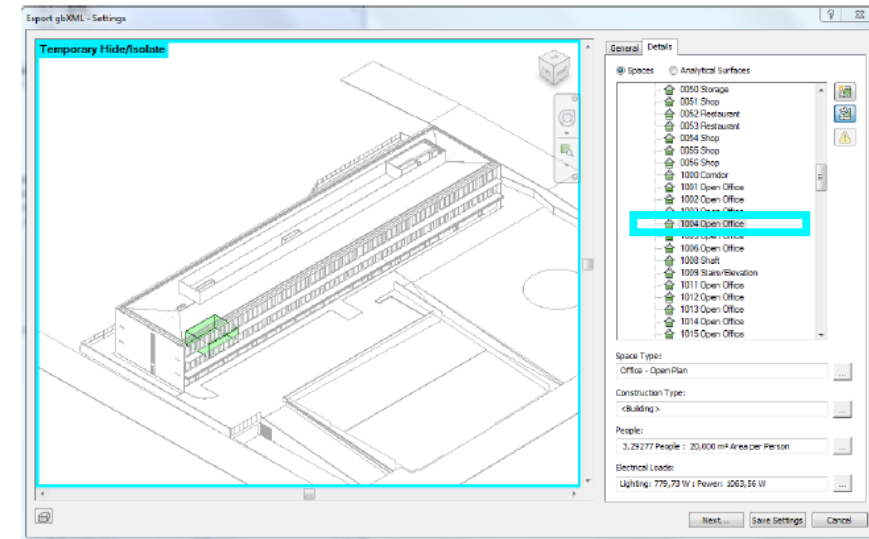 Export gbXML - Settings
Temporary Hide/Isolate
General Details
Spaces Analytical Surfaces
0050 Storage
0051 Shop
0052 Restaurant
0053 Restaurant
0054 Shop
0055 Shop
0056 Shop
1000 Corridor
1001 Open Office
1002 Open Office
1004 Open Office
1006 Open Office
1008 Shaft
1009 Stairs/Elevation
1011 Open Office
1012 Open Office
1013 Open Office
1014 Open Office
1015 Open Office
Space Type:
Office - Open Plan
...
Construction Type:
<Building>
...
People:
3,29277 People : 20,000 m² Area per Person
...
Electrical Loads:
Lighting: 779,73 W : Power: 1063,56 W
...
Next... Save Settings Cancel